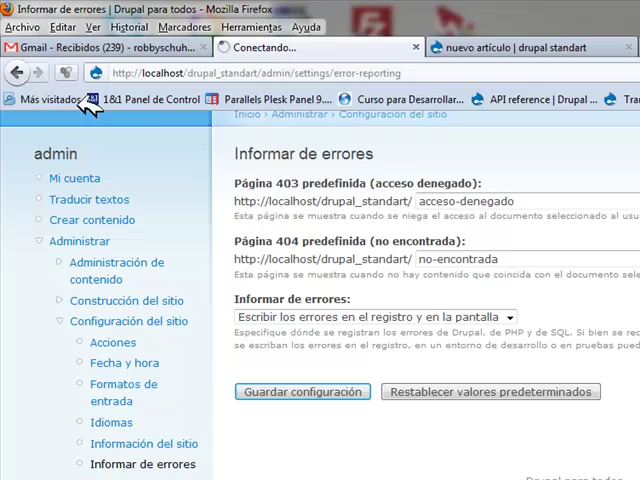 Informar de errores | Drupal para todos - Mozilla Firefox
Archivo Editar Ver Historial Marcadores Herramientas Ayuda
Gmail - Recibidos (239) - robbyschuh... × Conectando... × nuevo artículo | drupal standart ×
http://localhost/drupal_standart/admin/settings/error-reporting
Más visitados 1&1 Panel de Control Parallels Plesk Panel 9.... Curso para Desarrollar... API reference | Drupal ... Tran
Inicio › Administrar › Configuración del sitio
admin
Mi cuenta
Traducir textos
Crear contenido
Administrar
Administración de
contenido
Construcción del sitio
Configuración del sitio
Acciones
Fecha y hora
Formatos de
entrada
Idiomas
Información del sitio
Informar de errores
Informar de errores
Página 403 predefinida (acceso denegado):
http://localhost/drupal_standart/ acceso-denegado
Esta página se muestra cuando se niega el acceso al documento seleccionado al usu
Página 404 predefinida (no encontrada):
http://localhost/drupal_standart/ no-encontrada
Esta página se muestra cuando no hay contenido que coincida con el documento sele
Informar de errores:
Escribir los errores en el registro y en la pantalla
Especifique dónde se registran los errores de Drupal, de PHP y de SQL. Si bien se rec
se escriban los errores en el registro, en un entorno de desarrollo o en pruebas pued
Guardar configuración Restablecer valores predeterminados
Drupal para todos